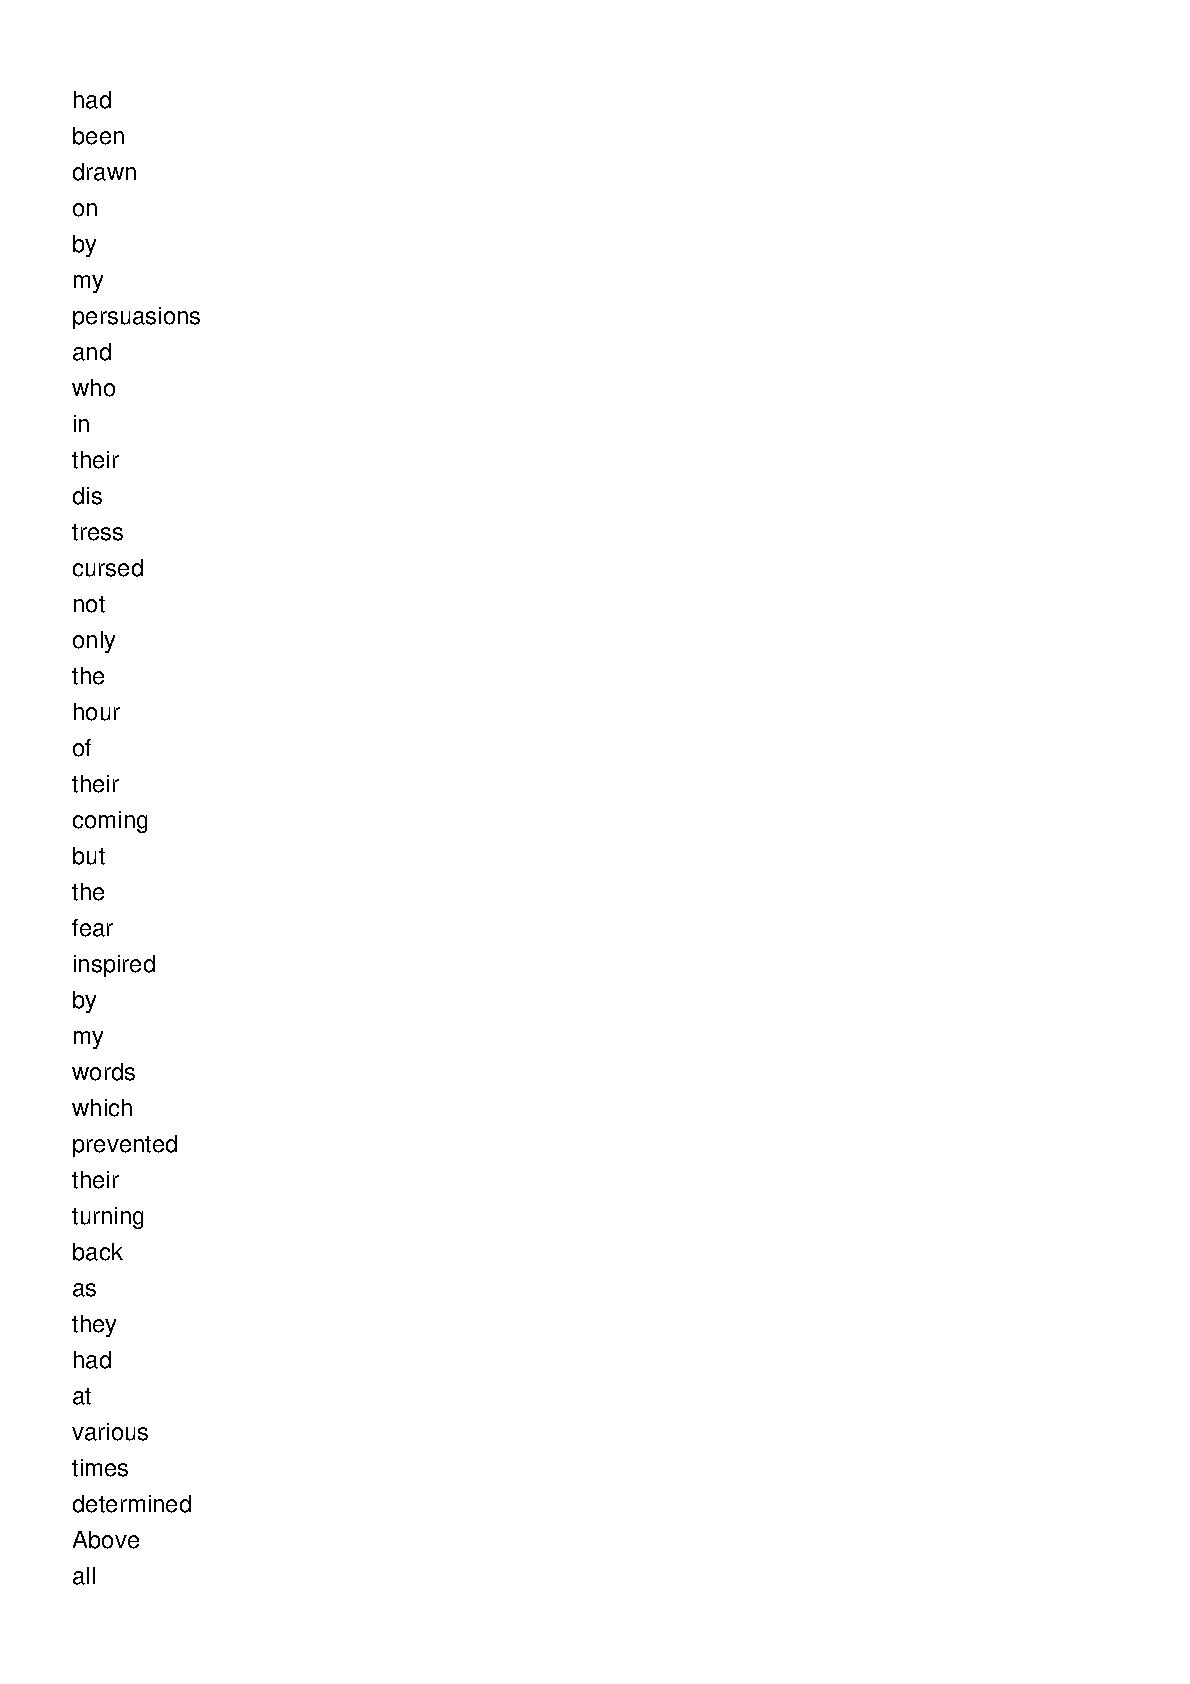 had
been
drawn
on
by
my
persuasions
and
who
in
their
dis
tress
cursed
not
only
the
hour
of
their
coming
but
the
fear
inspired
by
my
words
which
prevented
their
turning
back
as
they
had
at
various
times
determined
Above
all